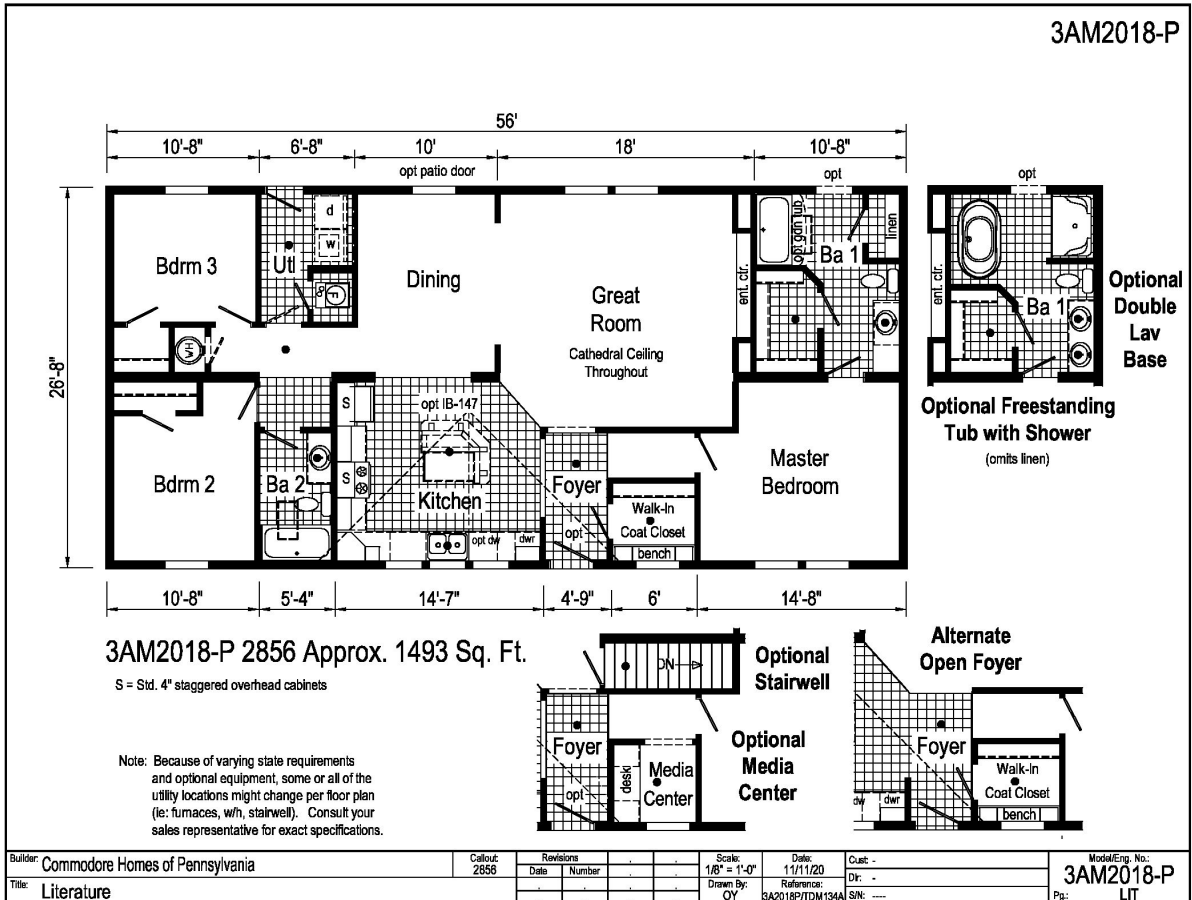 3AM2018-P
56'
10'-8" 6'-8" 10' 18' 10'-8"
opt patio door
opt
opt
26'-8"
Bdrm 3
Utl
d
w
F
Dining
Great
Room
Cathedral Ceiling
Throughout
ent. ctr.
opt gdn tub
Ba 1
linen
ent. ctr.
Ba 1
Optional
Double
Lav
Base
WH
Optional Freestanding
Tub with Shower
(omits linen)
S
opt IB-147
S
Bdrm 2
Ba 2
Kitchen
Foyer
opt
opt dw
dwr
Walk-In
Coat Closet
bench
Master
Bedroom
10'-8" 5'-4" 14'-7" 4'-9" 6' 14'-8"
3AM2018-P 2856 Approx. 1493 Sq. Ft.
S = Std. 4" staggered overhead cabinets
DN
Optional
Stairwell
Foyer
opt
desk
Media
Center
Optional
Media
Center
Alternate
Open Foyer
Foyer
dw
dwr
Walk-In
Coat Closet
bench
Note: Because of varying state requirements
and optional equipment, some or all of the
utility locations might change per floor plan
(ie: furnaces, w/h, stairwell). Consult your
sales representative for exact specifications.
Builder: Commodore Homes of Pennsylvania
Title: Literature
Callout:
2856
Revisions
Date Number
Scale:
1/8" = 1'-0"
Date:
11/11/20
Drawn By:
OY
Reference:
3A2018P/TDM134A
Cust: -
Dir: -
S/N: ----
Model/Eng. No.:
3AM2018-P
Pg.: LIT